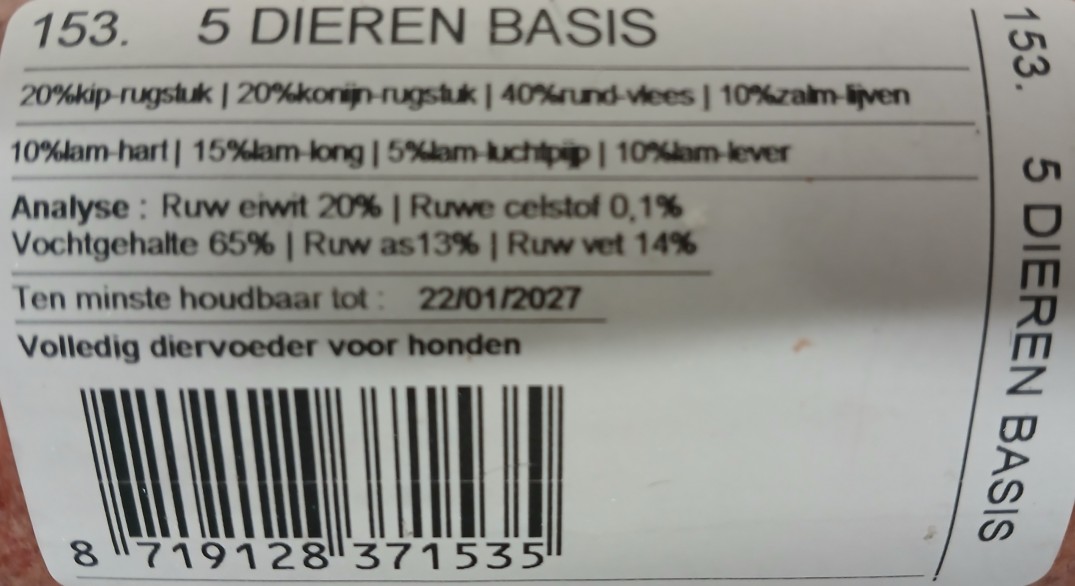 153. 5 DIEREN BASIS
20%kip-rugstuk | 20%konijn-rugstuk | 40%rund-vlees | 10%zalm-lijven
10%lam-hart | 15%lam-long | 5%lam-luchtpijp | 10%lam-lever
Analyse : Ruw eiwit 20% | Ruwe celstof 0,1%
Vochtgehalte 65% | Ruw as13% | Ruw vet 14%
Ten minste houdbaar tot : 22/01/2027
Volledig diervoeder voor honden
8 719128 371535
153. 5 DIEREN BASIS